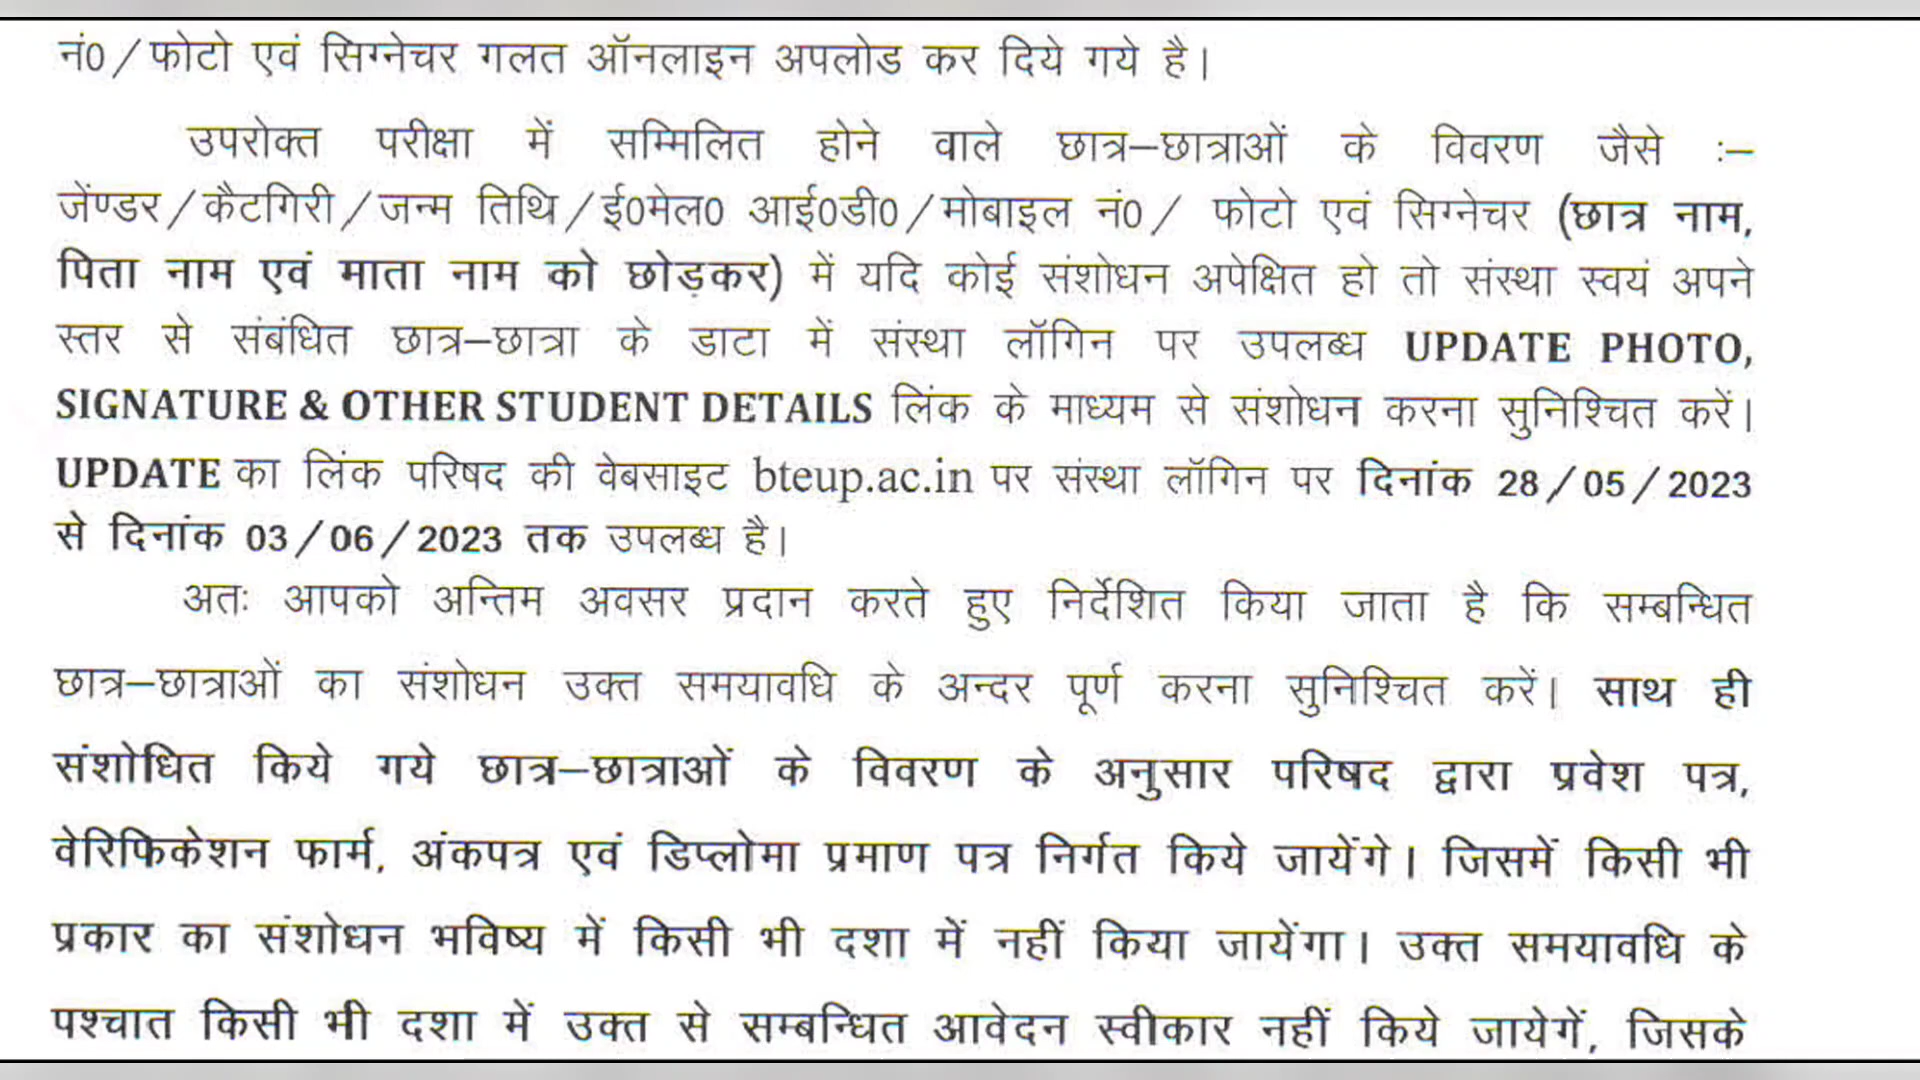 नं0/फोटो एवं सिग्नेचर गलत ऑनलाइन अपलोड कर दिये गये है।
उपरोक्त परीक्षा में सम्मिलित होने वाले छात्र–छात्राओं के विवरण जैसे :–
जेंण्डर/कैटगिरी/जन्म तिथि/ई0मेल0 आई0डी0/मोबाइल नं0/ फोटो एवं सिग्नेचर (छात्र नाम,
पिता नाम एवं माता नाम को छोड़कर) में यदि कोई संशोधन अपेक्षित हो तो संस्था स्वयं अपने
स्तर से संबंधित छात्र–छात्रा के डाटा में संस्था लॉगिन पर उपलब्ध UPDATE PHOTO,
SIGNATURE & OTHER STUDENT DETAILS लिंक के माध्यम से संशोधन करना सुनिश्चित करें।
UPDATE का लिंक परिषद की वेबसाइट bteup.ac.in पर संस्था लॉगिन पर दिनांक 28/05/2023
से दिनांक 03/06/2023 तक उपलब्ध है।
अतः आपको अन्तिम अवसर प्रदान करते हुए निर्देशित किया जाता है कि सम्बन्धित
छात्र–छात्राओं का संशोधन उक्त समयावधि के अन्दर पूर्ण करना सुनिश्चित करें। साथ ही
संशोधित किये गये छात्र–छात्राओं के विवरण के अनुसार परिषद द्वारा प्रवेश पत्र,
वेरिफिकेशन फार्म, अंकपत्र एवं डिप्लोमा प्रमाण पत्र निर्गत किये जायेंगे। जिसमें किसी भी
प्रकार का संशोधन भविष्य में किसी भी दशा में नहीं किया जायेंगा। उक्त समयावधि के
पश्चात किसी भी दशा में उक्त से सम्बन्धित आवेदन स्वीकार नहीं किये जायेगें, जिसके